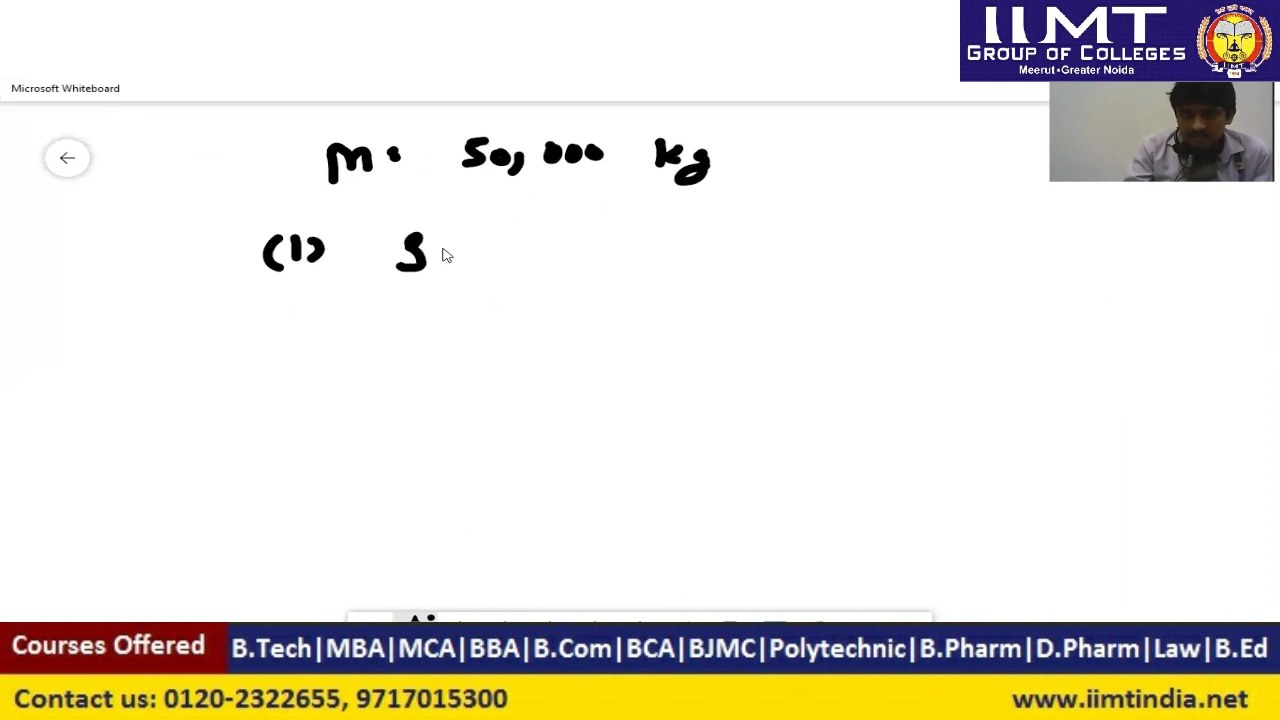 IIMT
GROUP OF COLLEGES
Meerut•Greater Noida
Microsoft Whiteboard
m= 50,000 kg
(1) S
Courses Offered B.Tech|MBA|MCA|BBA|B.Com|BCA|BJMC|Polytechnic|B.Pharm|D.Pharm|Law|B.Ed
Contact us: 0120-2322655, 9717015300 www.iimtindia.net